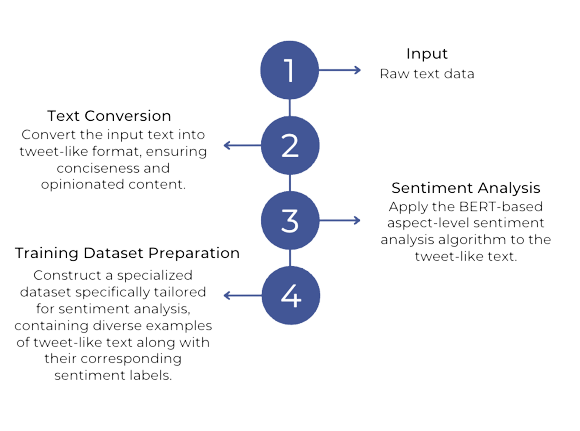 1
Input
Raw text data
2
Text Conversion
Convert the input text into
tweet-like format, ensuring
conciseness and
opinionated content.
3
Sentiment Analysis
Apply the BERT-based
aspect-level sentiment
analysis algorithm to the
tweet-like text.
4
Training Dataset Preparation
Construct a specialized
dataset specifically tailored
for sentiment analysis,
containing diverse examples
of tweet-like text along with
their corresponding
sentiment labels.